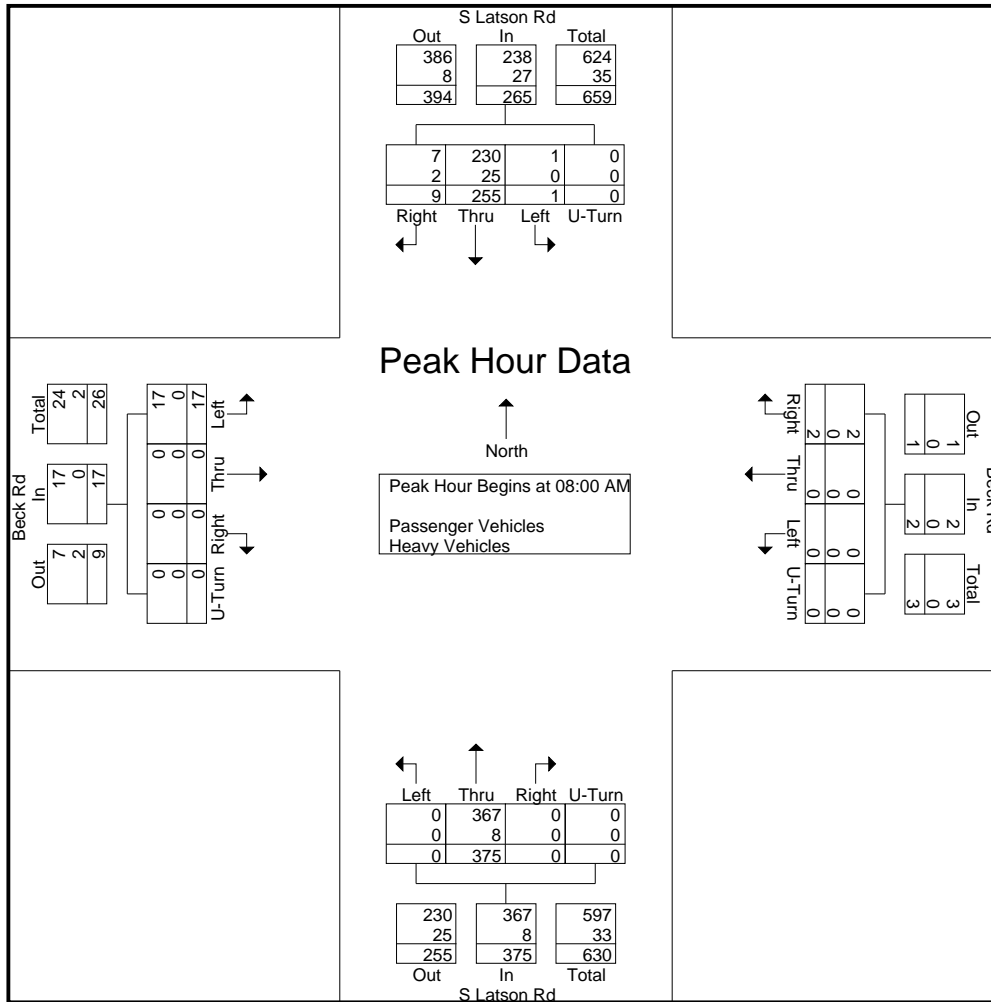 S Latson Rd
Out In Total
386 238 624
8 27 35
394 265 659
7 230 1 0
2 25 0 0
9 255 1 0
Right Thru Left U-Turn
Peak Hour Data
North
Peak Hour Begins at 08:00 AM
Passenger Vehicles
Heavy Vehicles
Beck Rd
Out In Total
7 17 24
2 0 2
9 17 26
17 0 0 0
0 0 0 0
17 0 0 0
Left Thru Right U-Turn
Beck Rd
Out In Total
1 2 3
0 0 0
1 2 3
Right Thru Left U-Turn
2 0 0 0
0 0 0 0
2 0 0 0
Left Thru Right U-Turn
0 367 0 0
0 8 0 0
0 375 0 0
230 367 597
25 8 33
255 375 630
Out In Total
S Latson Rd